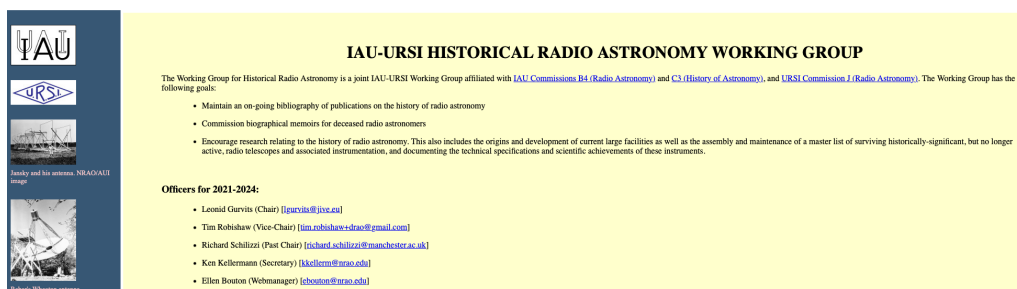 IAU
URSI
Jansky and his antenna. NRAO/AUI
image
IAU-URSI HISTORICAL RADIO ASTRONOMY WORKING GROUP
The Working Group for Historical Radio Astronomy is a joint IAU-URSI Working Group affiliated with IAU Commissions B4 (Radio Astronomy) and C3 (History of Astronomy), and URSI Commission J (Radio Astronomy). The Working Group has the
following goals:
• Maintain an on-going bibliography of publications on the history of radio astronomy
• Commission biographical memoirs for deceased radio astronomers
• Encourage research relating to the history of radio astronomy. This also includes the origins and development of current large facilities as well as the assembly and maintenance of a master list of surviving historically-significant, but no longer
active, radio telescopes and associated instrumentation, and documenting the technical specifications and scientific achievements of these instruments.
Officers for 2021-2024:
• Leonid Gurvits (Chair) [lgurvits@jive.eu]
• Tim Robishaw (Vice-Chair) [tim.robishaw+drao@gmail.com]
• Richard Schilizzi (Past Chair) [richard.schilizzi@manchester.ac.uk]
• Ken Kellermann (Secretary) [kkellerm@nrao.edu]
• Ellen Bouton (Webmanager) [ebouton@nrao.edu]